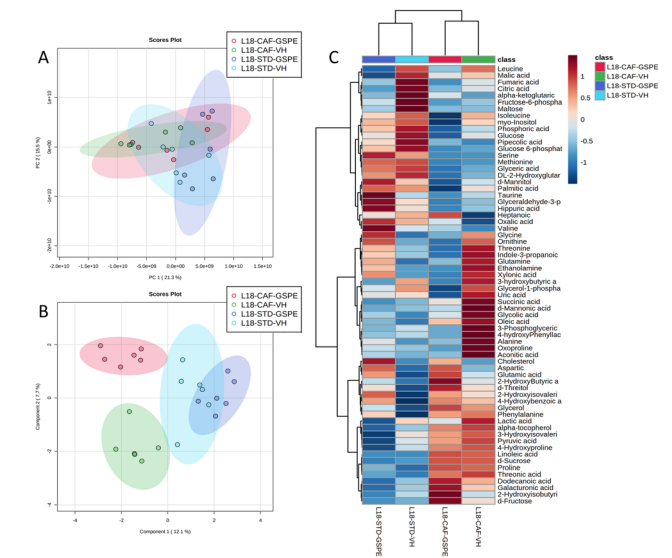 A
Scores Plot
L18-CAF-GSPE
L18-CAF-VH
L18-STD-GSPE
L18-STD-VH
PC 2 ( 15.5 %)
1e+10
0e+00
-1e+10
-2e+10
-2.0e+10 -1.5e+10 -1.0e+10 -5.0e+09 0.0e+00 5.0e+09 1.0e+10 1.5e+10
PC 1 ( 21.3 %)
B
Scores Plot
L18-CAF-GSPE
L18-CAF-VH
L18-STD-GSPE
L18-STD-VH
Component 2 ( 7.7 %)
2
0
-2
-4
-4 -2 0 2 4
Component 1 ( 12.1 %)
C
class
Leucine
Malic acid
Fumaric acid
Citric acid
alpha-ketoglutaric
Fructose-6-phospha
Maltose
Isoleucine
myo-Inositol
Phosphoric acid
Glucose
Pipecolic acid
Glucose 6-phosphat
Serine
Methionine
Glyceric acid
DL-2-Hydroxyglutar
d-Mannitol
Palmitic acid
Taurine
Glyceraldehyde-3-p
Hippuric acid
Heptanoic
Oxalic acid
Valine
Glycine
Ornithine
Threonine
Indole-3-propanoic
Glutamine
Ethanolamine
Xylonic acid
3-hydroxybutyric a
Glycerol-1-phospha
Uric acid
Succinic acid
d-Mannonic acid
Glycolic acid
Oleic acid
3-Phosphoglyceric
4-hydroxyPhenyllac
Alanine
Oxoproline
Aconitic acid
Cholesterol
Aspartic
Glutamic acid
2-HydroxyButyric a
d-Threitol
2-Hydroxyisovaleri
4-Hydroxybenzoic a
Glycerol
Phenylalanine
Lactic acid
alpha-tocopherol
3-Hydroxyisovaleri
Pyruvic acid
4-Hydroxyproline
Linoleic acid
d-Sucrose
Proline
Threonic acid
Dodecanoic acid
Galacturonic acid
2-Hydroxyisobutyri
d-Fructose
L18-STD-GSPE
L18-STD-VH
L18-CAF-GSPE
L18-CAF-VH
class
L18-CAF-GSPE
L18-CAF-VH
L18-STD-GSPE
L18-STD-VH
1.5
1
0.5
0
-0.5
-1